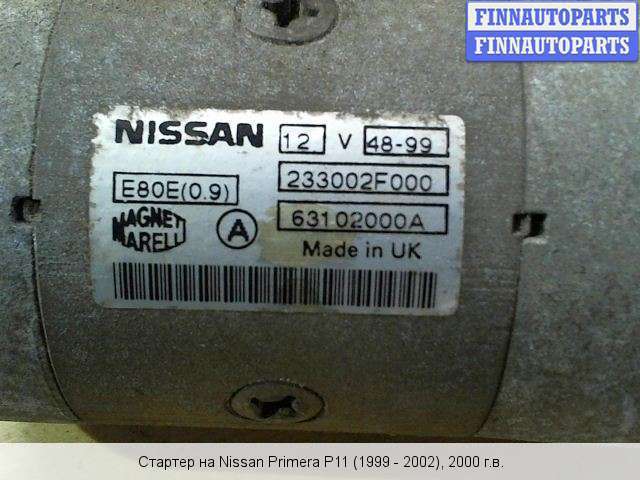 FINNAUTOPARTS
FINNAUTOPARTS
NISSAN 12 V 48-99
E80E(0.9) 233002F000
MAGNETI MARELLI A 63102000A
Made in UK
Стартер на Nissan Primera P11 (1999 - 2002), 2000 г.в.